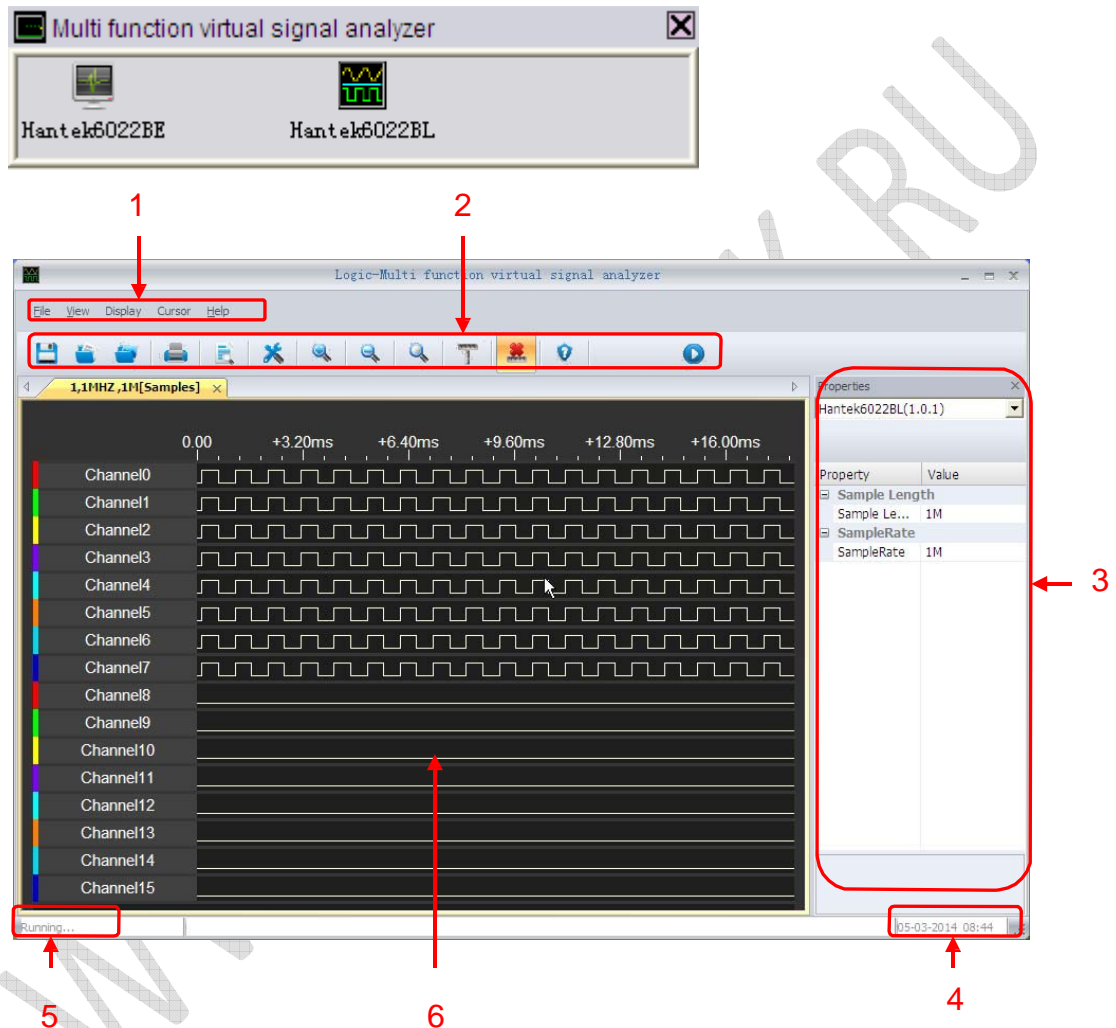 Multi function virtual signal analyzer
Hantek6022BE Hantek6022BL
1 2
Logic-Multi function virtual signal analyzer
File View Display Cursor Help
1,1MHZ,1M[Samples]
Properties
Hantek6022BL(1.0.1)
0.00 +3.20ms +6.40ms +9.60ms +12.80ms +16.00ms
Property Value
Sample Length
Sample Le... 1M
SampleRate
SampleRate 1M
Channel0
Channel1
Channel2
Channel3
Channel4
Channel5
Channel6
Channel7
Channel8
Channel9
Channel10
Channel11
Channel12
Channel13
Channel14
Channel15
3
Running...
05-03-2014 08:44
5 6 4